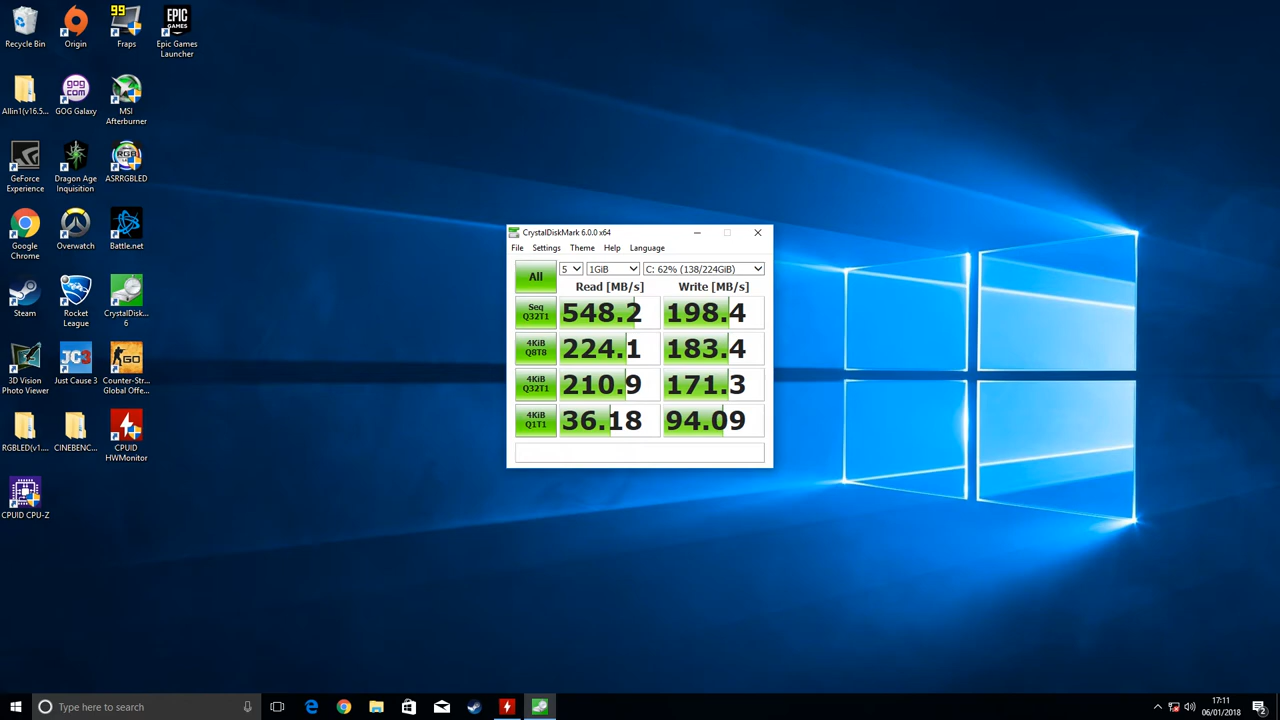 Recycle Bin
Origin
99
Fraps
EPIC
GAMES
Epic Games
Launcher
Allin1(v16.5...
gog
com
GOG Galaxy
MSI
Afterburner
GeForce
Experience
Dragon Age
Inquisition
RGB
ASRRGBLED
Google
Chrome
Overwatch
Battle.net
Steam
Rocket
League
CrystalDisk...
6
3D Vision
Photo Viewer
JC3
Just Cause 3
GO
Counter-Str...
Global Offe...
RGBLED(v1....
CINEBENC...
CPUID
HWMonitor
CPUID CPU-Z
CrystalDiskMark 6.0.0 x64
File Settings Theme Help Language
All 5 1GiB C: 62% (138/224GiB)
Read [MB/s] Write [MB/s]
Seq
Q32T1
548.2 198.4
4KiB
Q8T8
224.1 183.4
4KiB
Q32T1
210.9 171.3
4KiB
Q1T1
36.18 94.09
Type here to search
17:11
06/01/2018
2